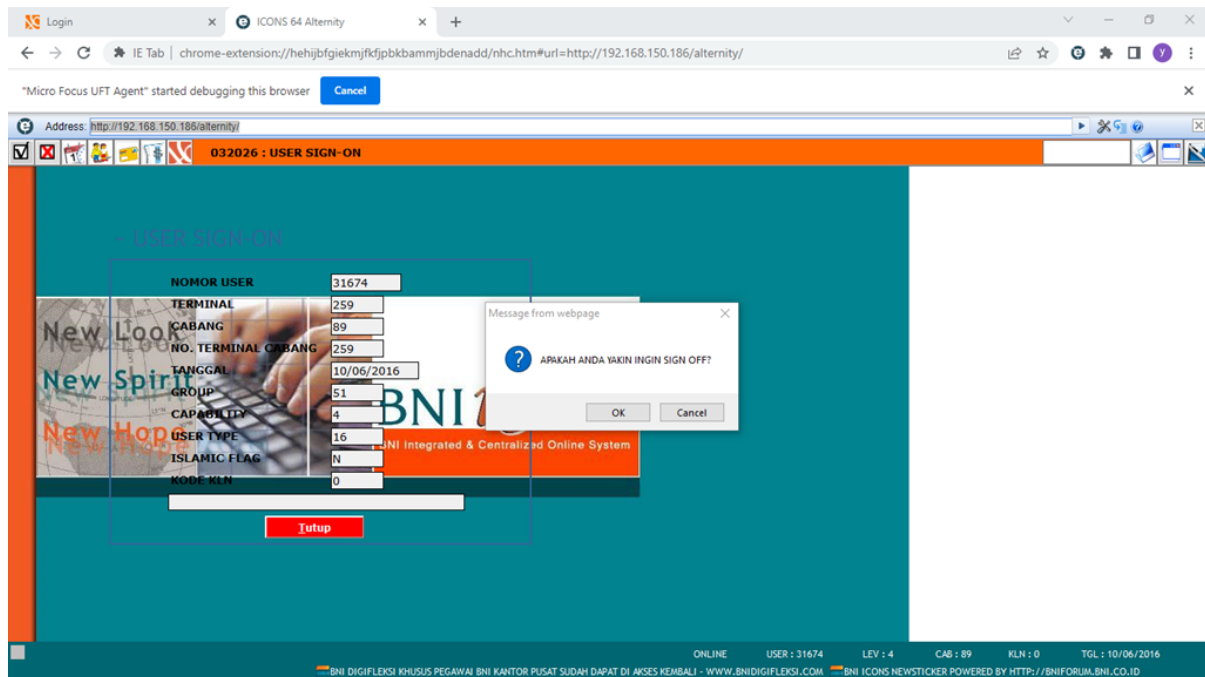 Login
ICONS 64 Alternity
IE Tab | chrome-extension://hehijbfgiekmjfkfjpbkbammjbdenadd/nhc.htm#url=http://192.168.150.186/alternity/
y
"Micro Focus UFT Agent" started debugging this browser
Cancel
Address: http://192.168.150.186/alternity/
032026 : USER SIGN-ON
- USER SIGN-ON
NOMOR USER 31674
TERMINAL 259
CABANG 89
NO. TERMINAL CABANG 259
TANGGAL 10/06/2016
GROUP 51
CAPABILITY 4
USER TYPE 16
ISLAMIC FLAG N
KODE KLN 0
Tutup
New Look
New Spirit
New Hope
BNI
BNI Integrated & Centralized Online System
Message from webpage
APAKAH ANDA YAKIN INGIN SIGN OFF?
OK Cancel
ONLINE USER : 31674 LEV : 4 CAB : 89 KLN : 0 TGL : 10/06/2016
BNI DIGIFLEKSI KHUSUS PEGAWAI BNI KANTOR PUSAT SUDAH DAPAT DI AKSES KEMBALI - WWW.BNIDIGIFLEKSI.COM BNI ICONS NEWSTICKER POWERED BY HTTP://BNIFORUM.BNI.CO.ID